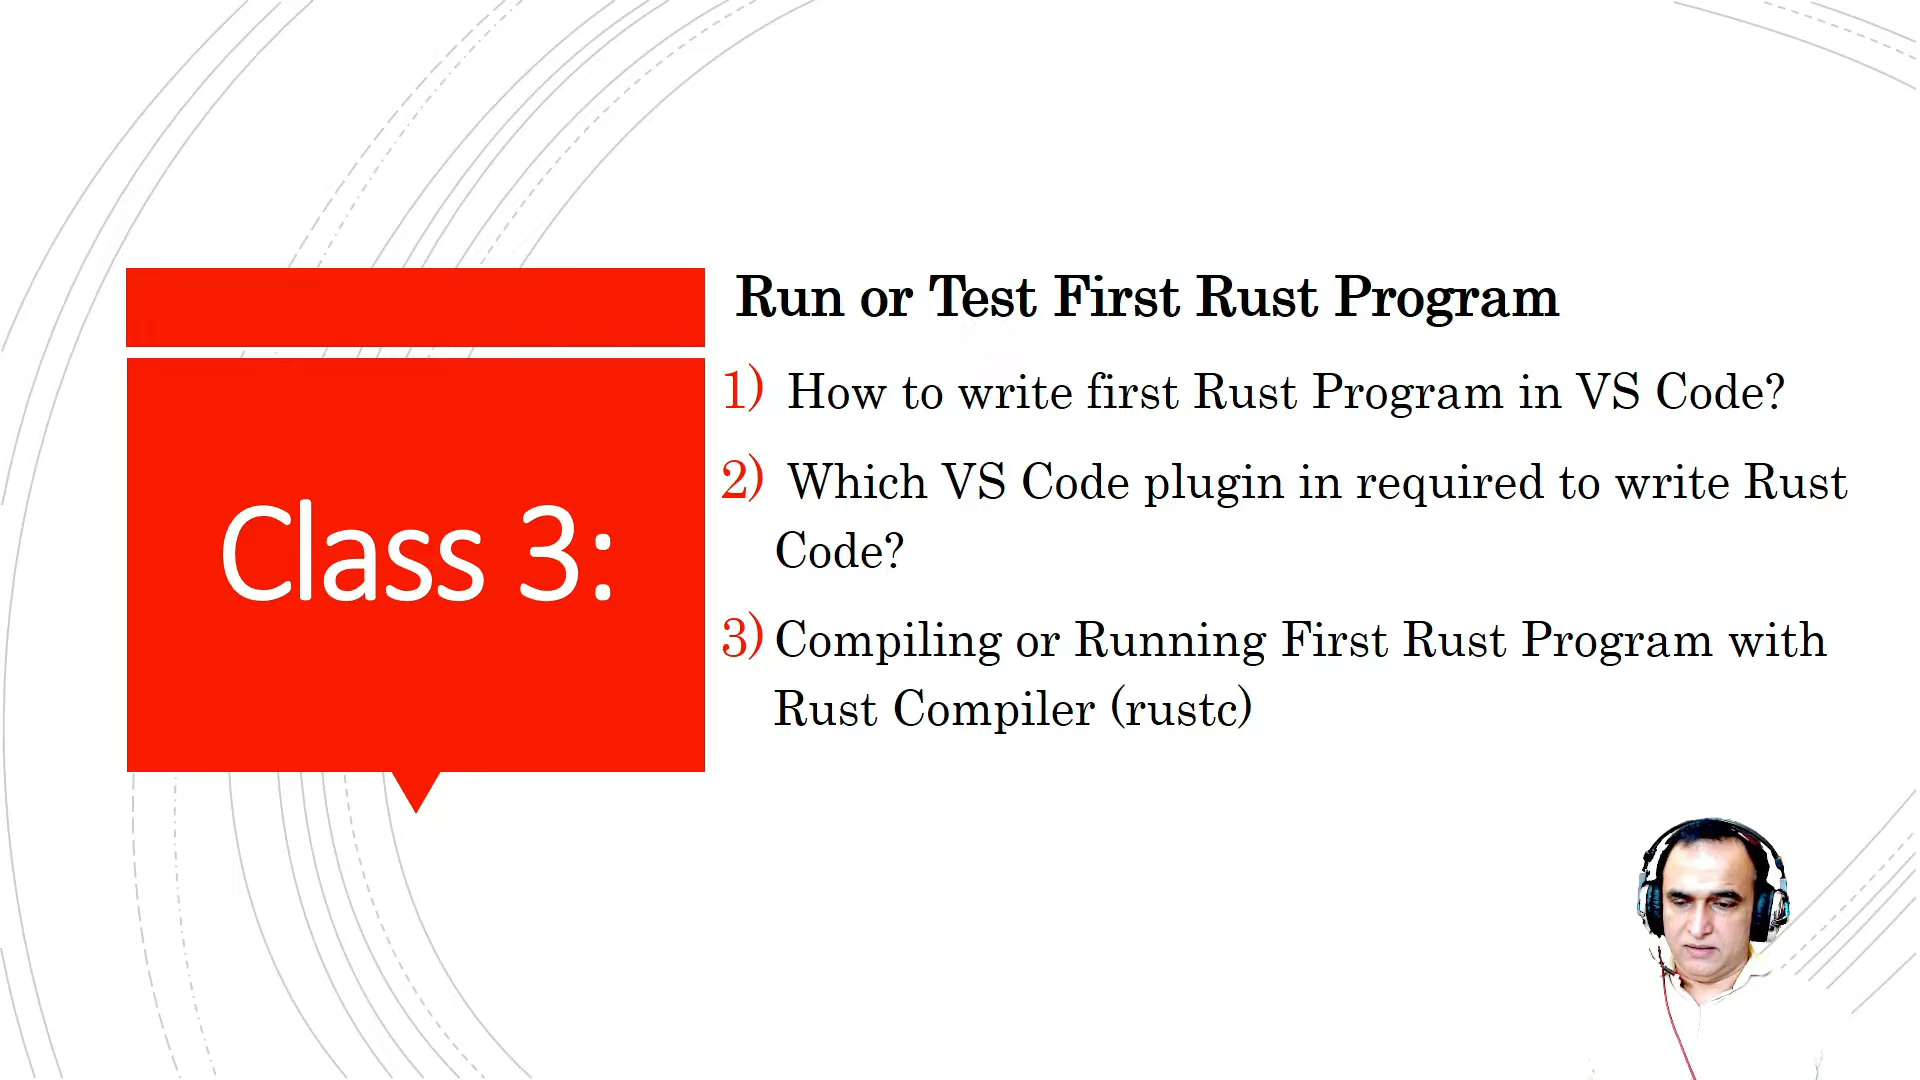 Class 3:
Run or Test First Rust Program
1) How to write first Rust Program in VS Code?
2) Which VS Code plugin in required to write Rust
Code?
3) Compiling or Running First Rust Program with
Rust Compiler (rustc)